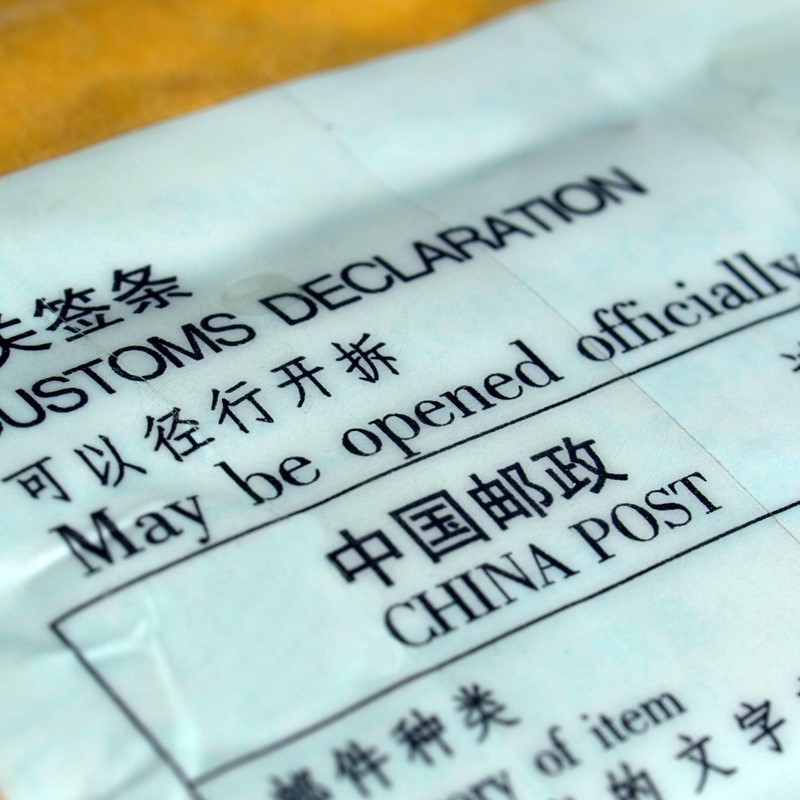 关签条
CUSTOMS DECLARATION
可以径行开拆
May be opened officially
中国邮政
CHINA POST
邮件种类
of item
的文字